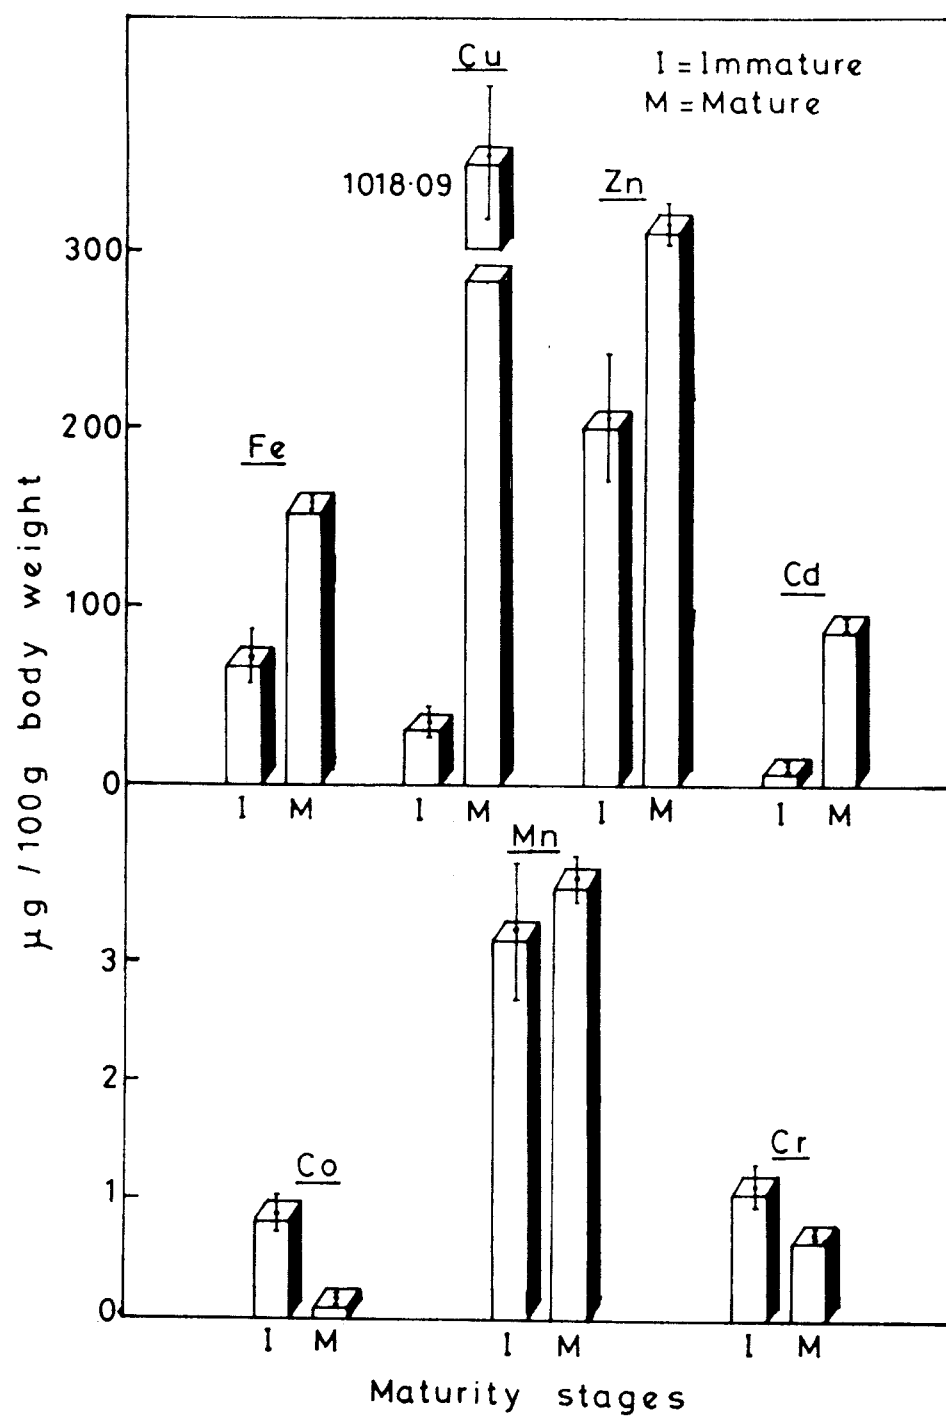 Cu
I = Immature
M = Mature
1018·09
Zn
300
200
Fe
100
Cd
0
I M I M I M I M
Mn
µg /100g body weight
3
2
1
Co
Cr
0
I M I M I M
Maturity stages